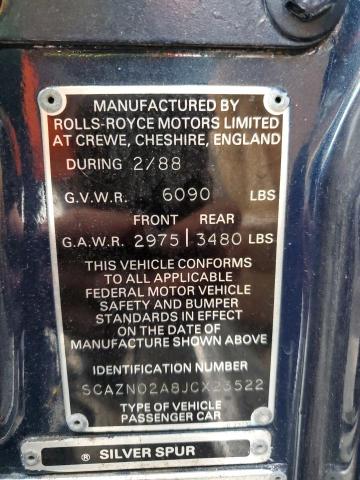 MANUFACTURED BY
ROLLS-ROYCE MOTORS LIMITED
AT CREWE, CHESHIRE, ENGLAND
DURING 2/88
G.V.W.R. 6090 LBS
FRONT REAR
G.A.W.R. 2975 | 3480 LBS
THIS VEHICLE CONFORMS
TO ALL APPLICABLE
FEDERAL MOTOR VEHICLE
SAFETY AND BUMPER
STANDARDS IN EFFECT
ON THE DATE OF
MANUFACTURE SHOWN ABOVE
IDENTIFICATION NUMBER
SCAZN02A8JCX23522
TYPE OF VEHICLE
PASSENGER CAR
® SILVER SPUR